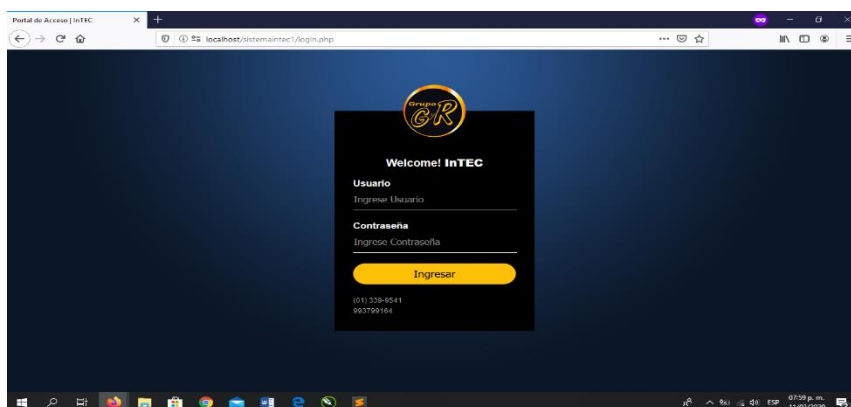 Portal de Acceso | InTEC
localhost/sistemaintec1/login.php
Grupo
GR
Welcome! InTEC
Usuario
Ingrese Usuario
Contraseña
Ingrese Contraseña
Ingresar
(01) 339-9541
993799164
ESP
07:59 p. m.